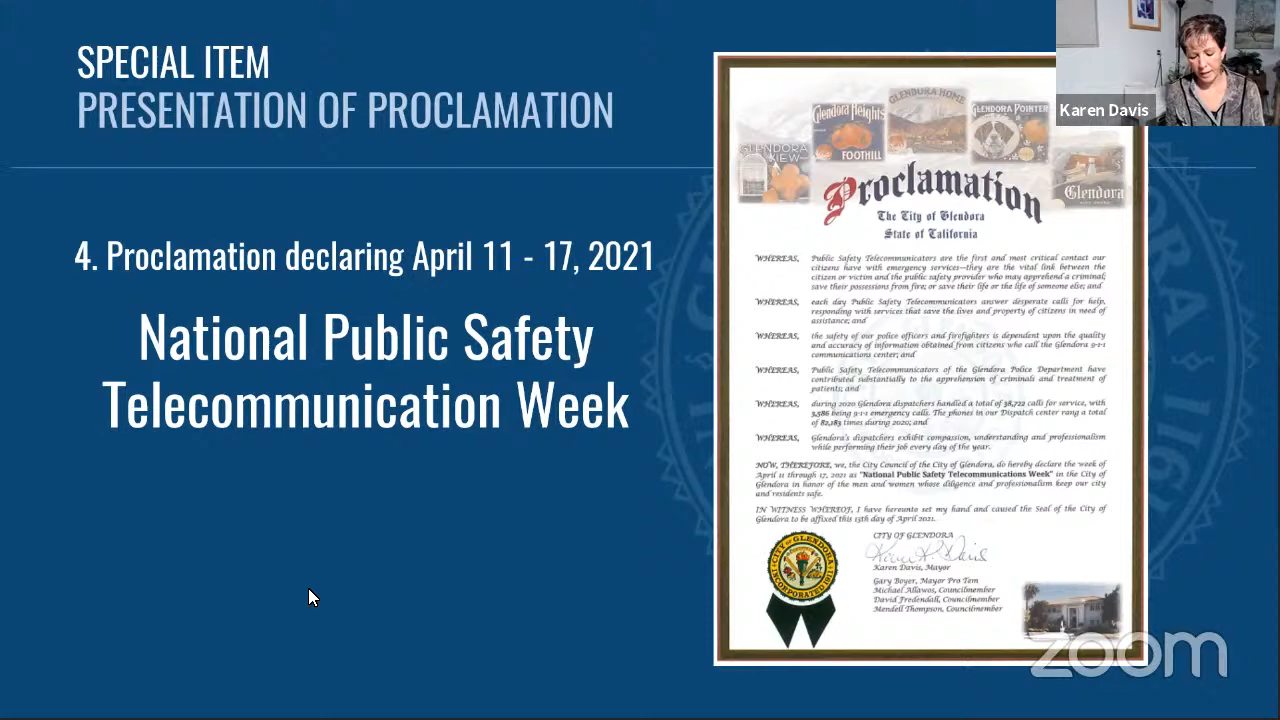 SPECIAL ITEM
PRESENTATION OF PROCLAMATION
Karen Davis
4. Proclamation declaring April 11 - 17, 2021
National Public Safety
Telecommunication Week
GLENDORA VIEW
Glendora Heights
FOOTHILL
GLENDORA HOME
GLENDORA POINTER
Glendora
Proclamation
The City of Glendora
State of California
WHEREAS, Public Safety Telecommunicators are the first and most critical contact our
citizens have with emergency services—they are the vital link between the
citizen or victim and the public safety provider who may apprehend a criminal;
save their possessions from fire; or save their life or the life of someone else; and
WHEREAS, each day Public Safety Telecommunicators answer desperate calls for help,
responding with services that save the lives and property of citizens in need of
assistance; and
WHEREAS, the safety of our police officers and firefighters is dependent upon the quality
and accuracy of information obtained from citizens who call the Glendora 9-1-1
communications center; and
WHEREAS, Public Safety Telecommunicators of the Glendora Police Department have
contributed substantially to the apprehension of criminals and treatment of
patients; and
WHEREAS, during 2020 Glendora dispatchers handled a total of 38,722 calls for service, with
3,586 being 9-1-1 emergency calls. The phones in our Dispatch center rang a total
of 82,183 times during 2020; and
WHEREAS, Glendora's dispatchers exhibit compassion, understanding and professionalism
while performing their job every day of the year.
NOW, THEREFORE, we, the City Council of the City of Glendora, do hereby declare the week of
April 11 through 17, 2021 as "National Public Safety Telecommunications Week" in the City of
Glendora in honor of the men and women whose diligence and professionalism keep our city
and residents safe.
IN WITNESS WHEREOF, I have hereunto set my hand and caused the Seal of the City of
Glendora to be affixed this 13th day of April 2021.
CITY OF GLENDORA
Karen K. Davis
Karen Davis, Mayor
Gary Boyer, Mayor Pro Tem
Michael Allawos, Councilmember
David Fredendall, Councilmember
Mendell Thompson, Councilmember
CITY OF GLENDORA
INCORPORATED 1911
zoom